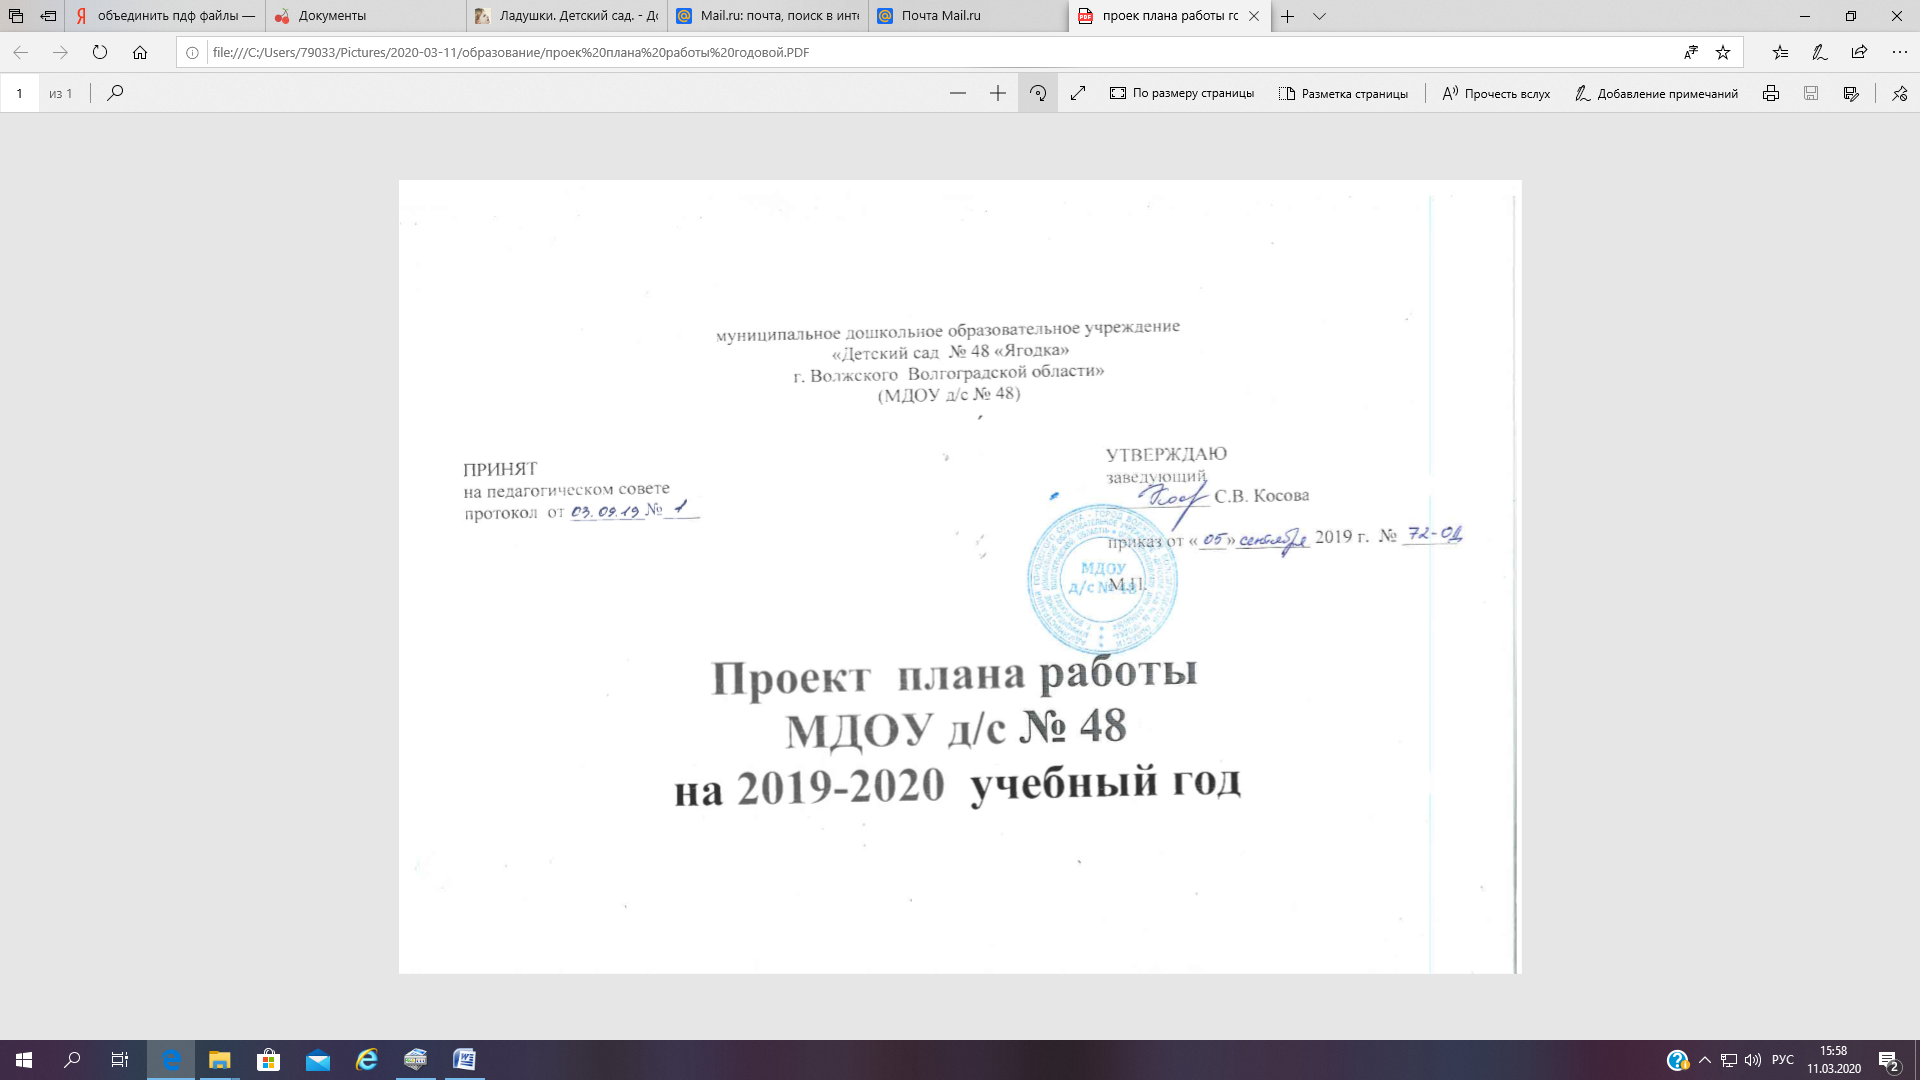 объединить пдф файлы —
Документы
Ладушки. Детский сад. - До
Mail.ru: почта, поиск в инте
Почта Mail.ru
проек плана работы го
file:///C:/Users/79033/Pictures/2020-03-11/образование/проек%20плана%20работы%20годовой.PDF
1 из 1
По размеру страницы
Разметка страницы
Прочесть вслух
Добавление примечаний
муниципальное дошкольное образовательное учреждение
«Детский сад № 48 «Ягодка»
г. Волжского Волгоградской области»
(МДОУ д/с № 48)
ПРИНЯТ
на педагогическом совете
протокол от 03.09.19 № 1
УТВЕРЖДАЮ
заведующий
С.В. Косова
приказ от «05» сентября 2019 г. № 72-ОД
М.П.
МДОУ
д/с № 48
Проект плана работы
МДОУ д/с № 48
на 2019-2020 учебный год
РУС
15:58
11.03.2020
2